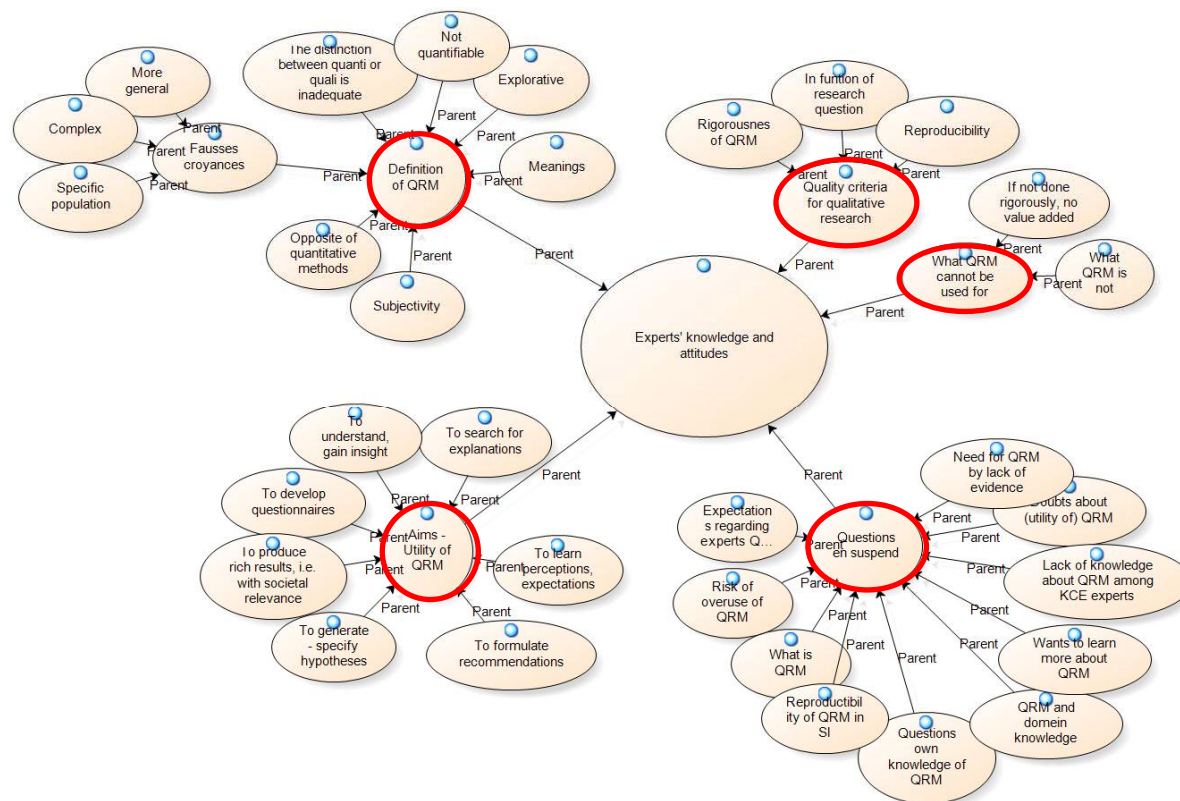 More
general
Complex
Specific
population
Fausses
croyances
Parent
Parent
Parent
Parent
The distinction
between quanti or
quali is
inadequate
Not
quantifiable
Explorative
Meanings
Parent
Parent
Parent
Parent
Definition
of QRM
Parent
Parent
Opposite of
quantitative
methods
Subjectivity
Parent
In funtion of
research
question
Rigorousnes
of QRM
Reproducibility
Parent
Parent
Parent
Quality criteria
for qualitative
research
Parent
If not done
rigorously, no
value added
Parent
What QRM
cannot be
used for
Parent
What
QRM is
not
Parent
Experts' knowledge and
attitudes
To
understand,
gain insight
To search for
explanations
To develop
questionnaires
To produce
rich results, i.e.
with societal
relevance
To generate
- specify
hypotheses
To formulate
recommendations
To learn
perceptions,
expectations
Parent
Parent
Parent
Parent
Parent
Parent
Parent
Aims -
Utility of
QRM
Parent
Parent
Need for QRM
by lack of
evidence
Doubts about
(utility of) QRM
Lack of knowledge
about QRM among
KCE experts
Wants to learn
more about
QRM
QRM and
domein
knowledge
Questions
own
knowledge of
QRM
Reproductibil
ity of QRM in
SI
What is
QRM
Risk of
overuse of
QRM
Expectation
s regarding
experts Q...
Questions
en suspend
Parent
Parent
Parent
Parent
Parent
Parent
Parent
Parent
Parent
Parent